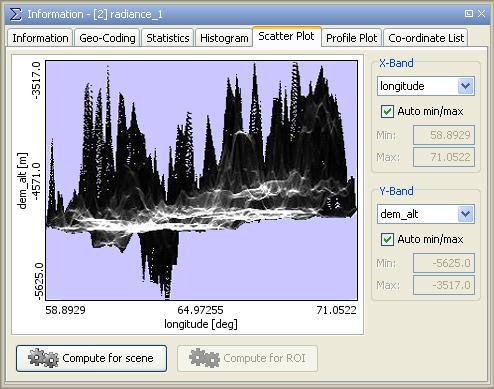 Information - [2] radiance_1
Information Geo-Coding Statistics Histogram Scatter Plot Profile Plot Co-ordinate List
-3517.0
-4571.0
-5625.0
dem_alt [m]
58.8929 64.97255 71.0522
longitude [deg]
X-Band
longitude
Auto min/max
Min: 58.8929
Max: 71.0522
Y-Band
dem_alt
Auto min/max
Min: -5625.0
Max: -3517.0
Compute for scene Compute for ROI